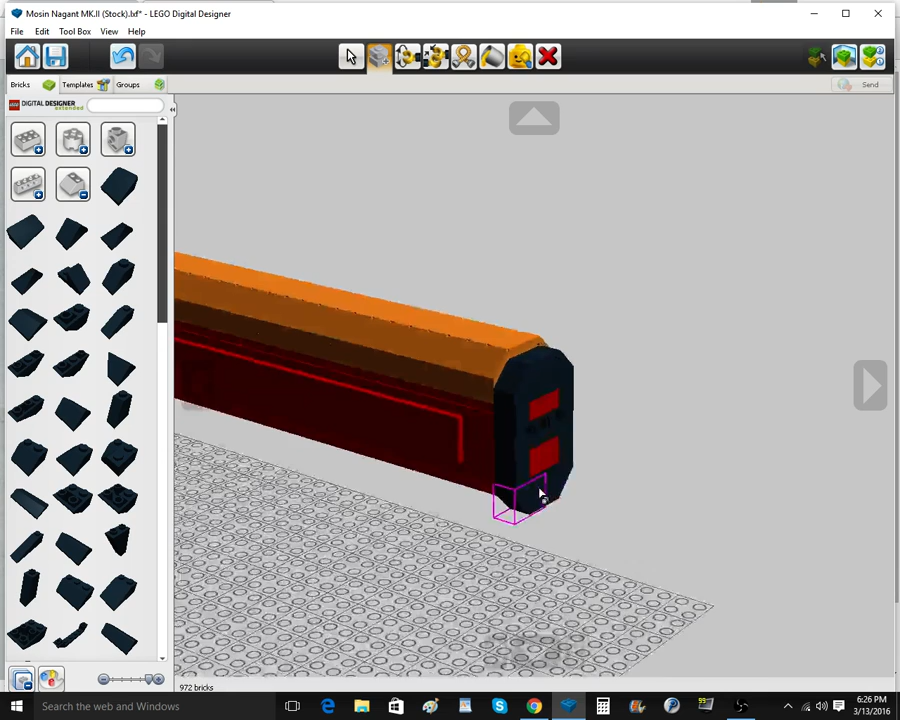 Mosin Nagant MK.II (Stock).lxf* - LEGO Digital Designer
File Edit Tool Box View Help
Bricks Templates Groups
Send
LEGO DIGITAL DESIGNER
extended
972 bricks
Search the web and Windows
99+
6:26 PM
3/13/2016